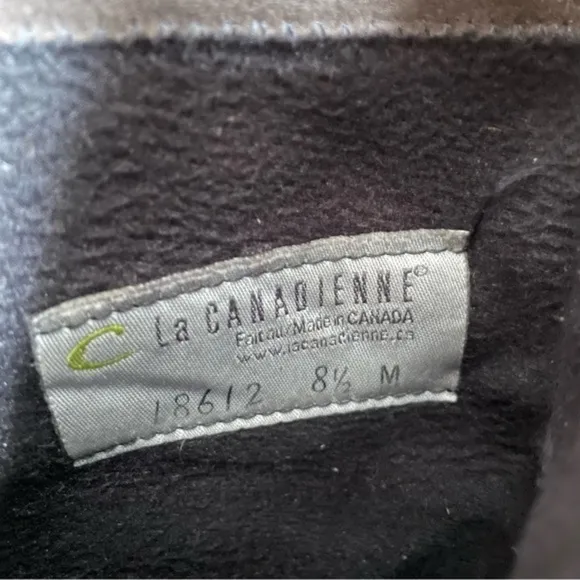 La CANADIENNE®
Fait au/Made in CANADA
www.lacanadienne.ca
18612 8½ M